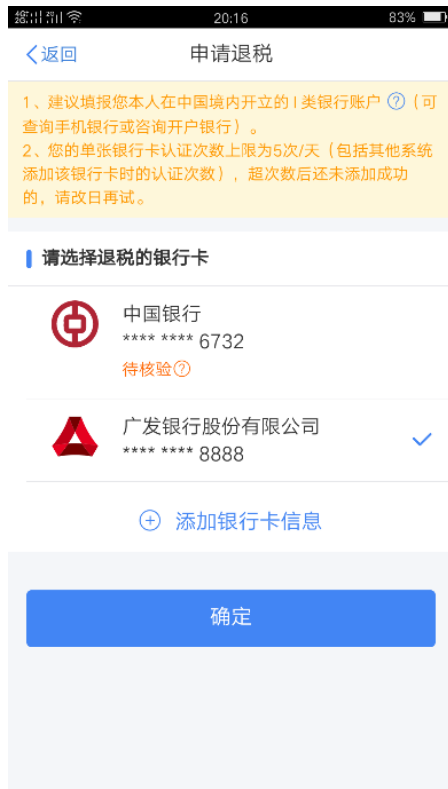 20:16
83%
返回
申请退税
1、建议填报您本人在中国境内开立的I类银行账户?（可
查询手机银行或咨询开户银行）。
2、您的单张银行卡认证次数上限为5次/天（包括其他系统
添加该银行卡时的认证次数），超次数后还未添加成功
的，请改日再试。
请选择退税的银行卡
中国银行
**** **** 6732
待核验?
广发银行股份有限公司
**** **** 8888
添加银行卡信息
确定